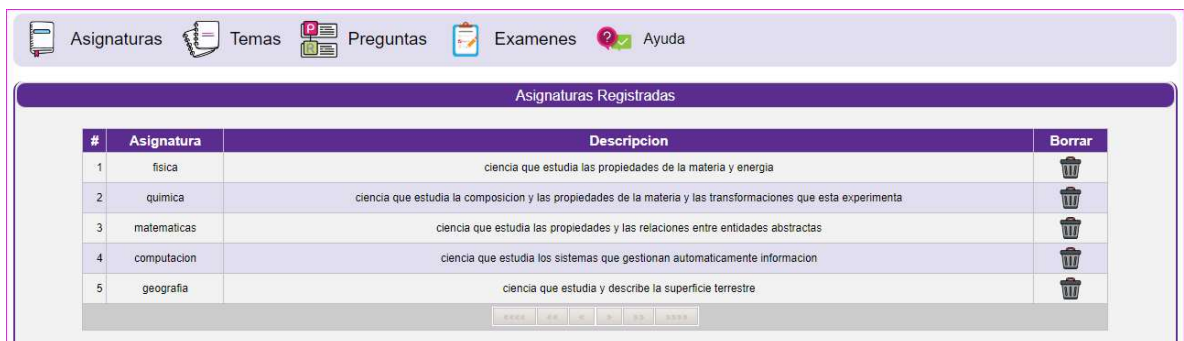 Asignaturas Temas P R Preguntas Examenes ? Ayuda
Asignaturas Registradas
# Asignatura Descripcion Borrar
1 fisica ciencia que estudia las propiedades de la materia y energia
2 quimica ciencia que estudia la composicion y las propiedades de la materia y las transformaciones que esta experimenta
3 matematicas ciencia que estudia las propiedades y las relaciones entre entidades abstractas
4 computacion ciencia que estudia los sistemas que gestionan automaticamente informacion
5 geografia ciencia que estudia y describe la superficie terrestre
«««« «« « » »» »»»»